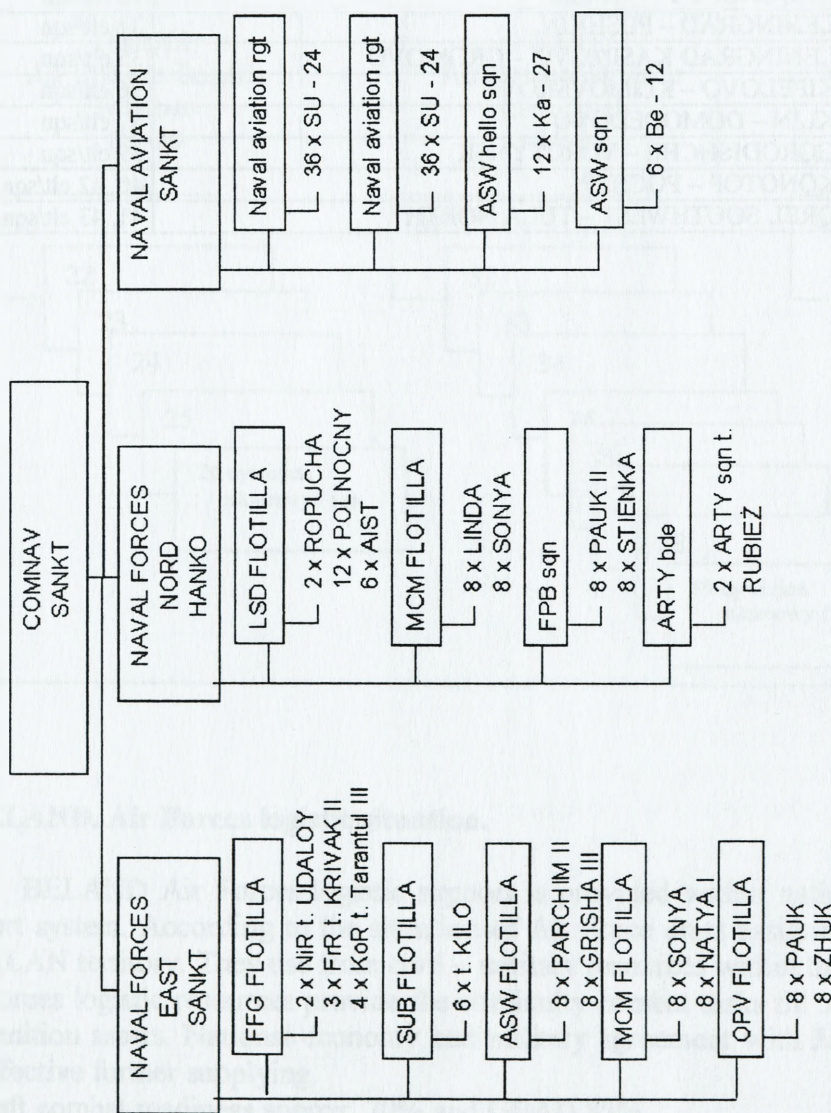 COMNAV
SANKT
NAVAL FORCES
EAST
SANKT
FFG FLOTILLA
2 x NIR t. UDALOY
3 x FR t. KRIVAK II
4 x KoR t. Tarantul III
SUB FLOTILLA
6 x t. KILO
ASW FLOTILLA
8 x PARCHIM II
8 x GRISHA III
MCM FLOTILA
8 x SONYA
8 x NATYA I
OPV FLOTILLA
8 x PAUK
8 x ZHUK
NAVAL FORCES
NORD
HANKO
LSD FLOTILLA
2 x ROPUCHA
12 x POŁNOCNY
6 x AIST
MCM FLOTILLA
8 x LINDA
8 x SONYA
FPB sqn
8 x PAUK II
8 x STIENKA
ARTY bde
2 x ARTY sqn t.
RUBIEŻ
NAVAL AVIATION
SANKT
Naval aviation rgt
36 x SU - 24
Naval aviation rgt
36 x SU - 24
ASW hello sqn
12 x Ka - 27
ASW sqn
6 x Be - 12